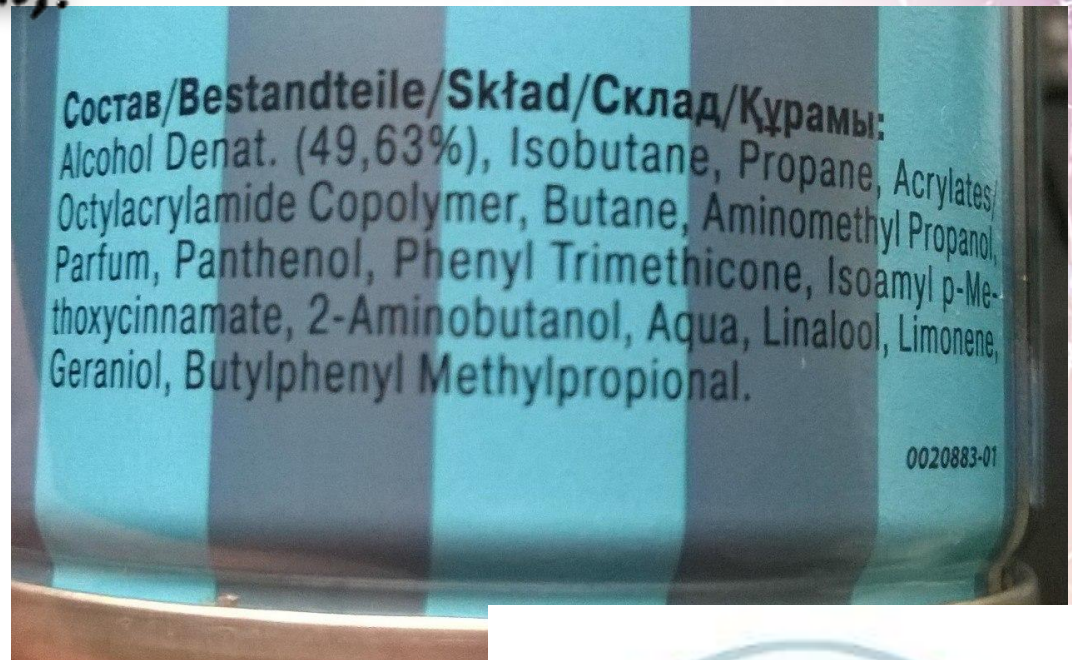 Состав/Bestandteile/Skład/Склад/Құрамы:
Alcohol Denat. (49,63%), Isobutane, Propane, Acrylates/
Octylacrylamide Copolymer, Butane, Aminomethyl Propanol,
Parfum, Panthenol, Phenyl Trimethicone, Isoamyl p-Me-
thoxycinnamate, 2-Aminobutanol, Aqua, Linalool, Limonene,
Geraniol, Butylphenyl Methylpropional.
0020883-01